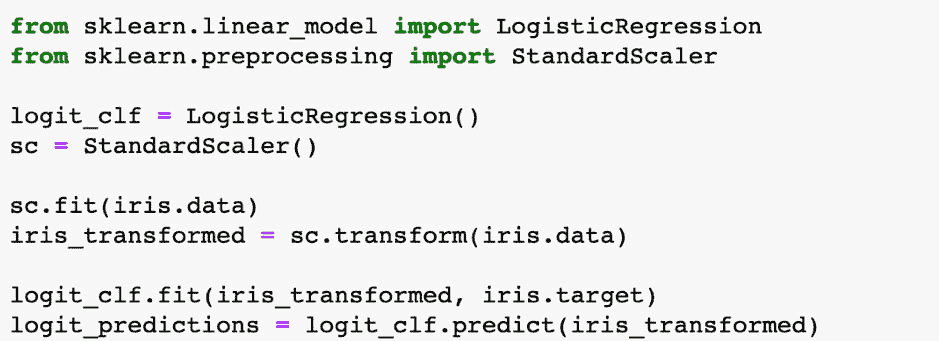 from sklearn.linear_model import LogisticRegression
from sklearn.preprocessing import StandardScaler
logit_clf = LogisticRegression()
sc = StandardScaler()
sc.fit(iris.data)
iris_transformed = sc.transform(iris.data)
logit_clf.fit(iris_transformed, iris.target)
logit_predictions = logit_clf.predict(iris_transformed)